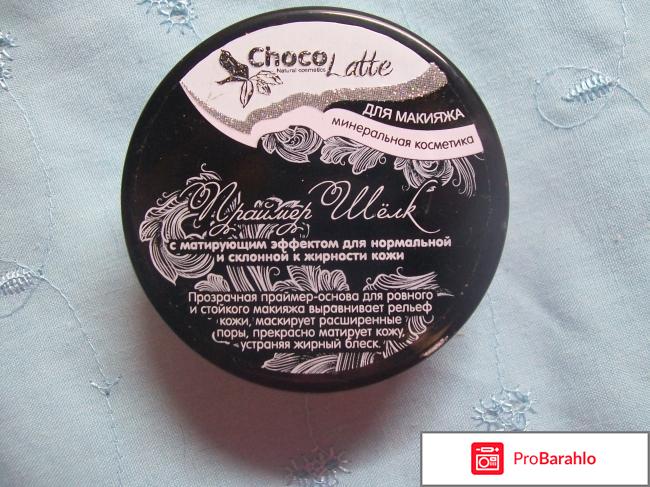 Choco Latte
Natural cosmetics
ДЛЯ МАКИЯЖА
минеральная косметика
Праймер Шёлк
с матирующим эффектом для нормальной
и склонной к жирности кожи
Прозрачная праймер-основа для ровного
и стойкого макияжа выравнивает рельеф
кожи, маскирует расширенные
поры, прекрасно матирует кожу,
устраняя жирный блеск.
ProBarahlo